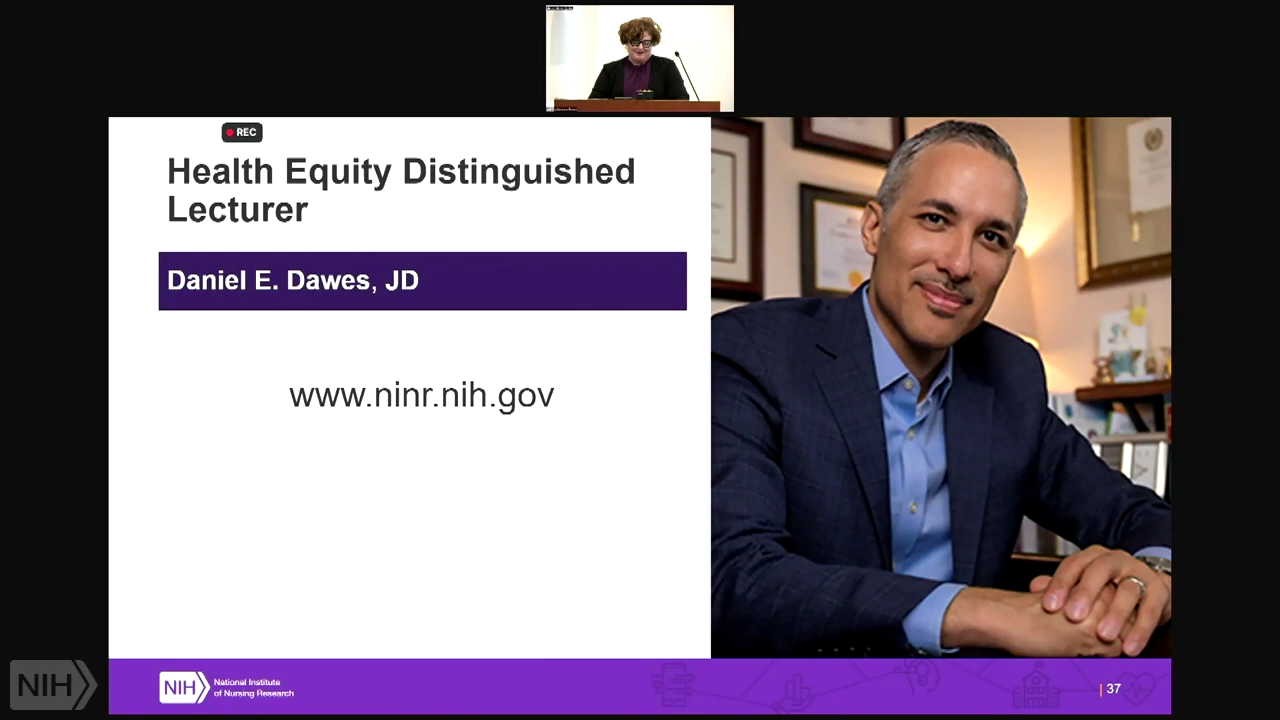 REC
Health Equity Distinguished
Lecturer
Daniel E. Dawes, JD
www.ninr.nih.gov
NIH
NIH
National Institute
of Nursing Research
37